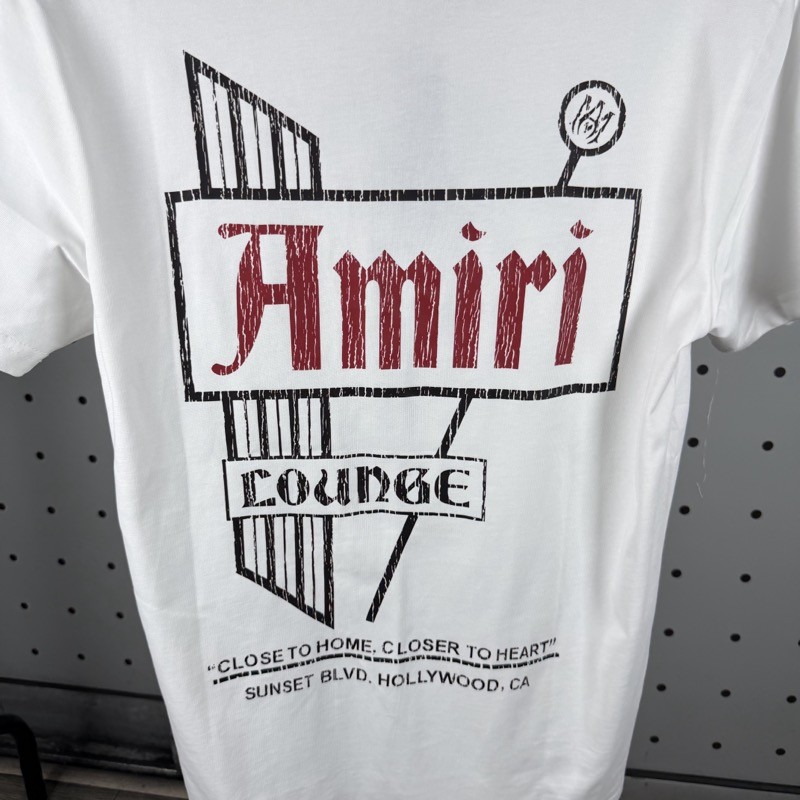 Amiri
LOUNGE
"CLOSE TO HOME, CLOSER TO HEART"
SUNSET BLVD, HOLLYWOOD, CA